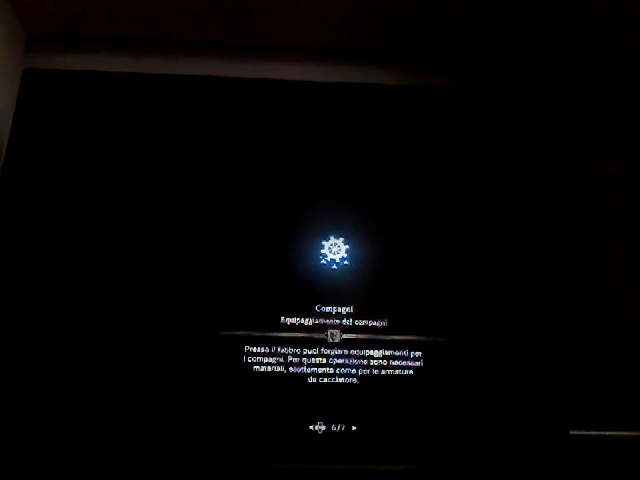 Compagni
Equipaggiamento dei compagni
Presso il fabbro puoi forgiare equipaggiamenti per
i compagni. Per questa operazione sono necessari
materiali, esattamente come per le armature
da cacciatore.
6/7